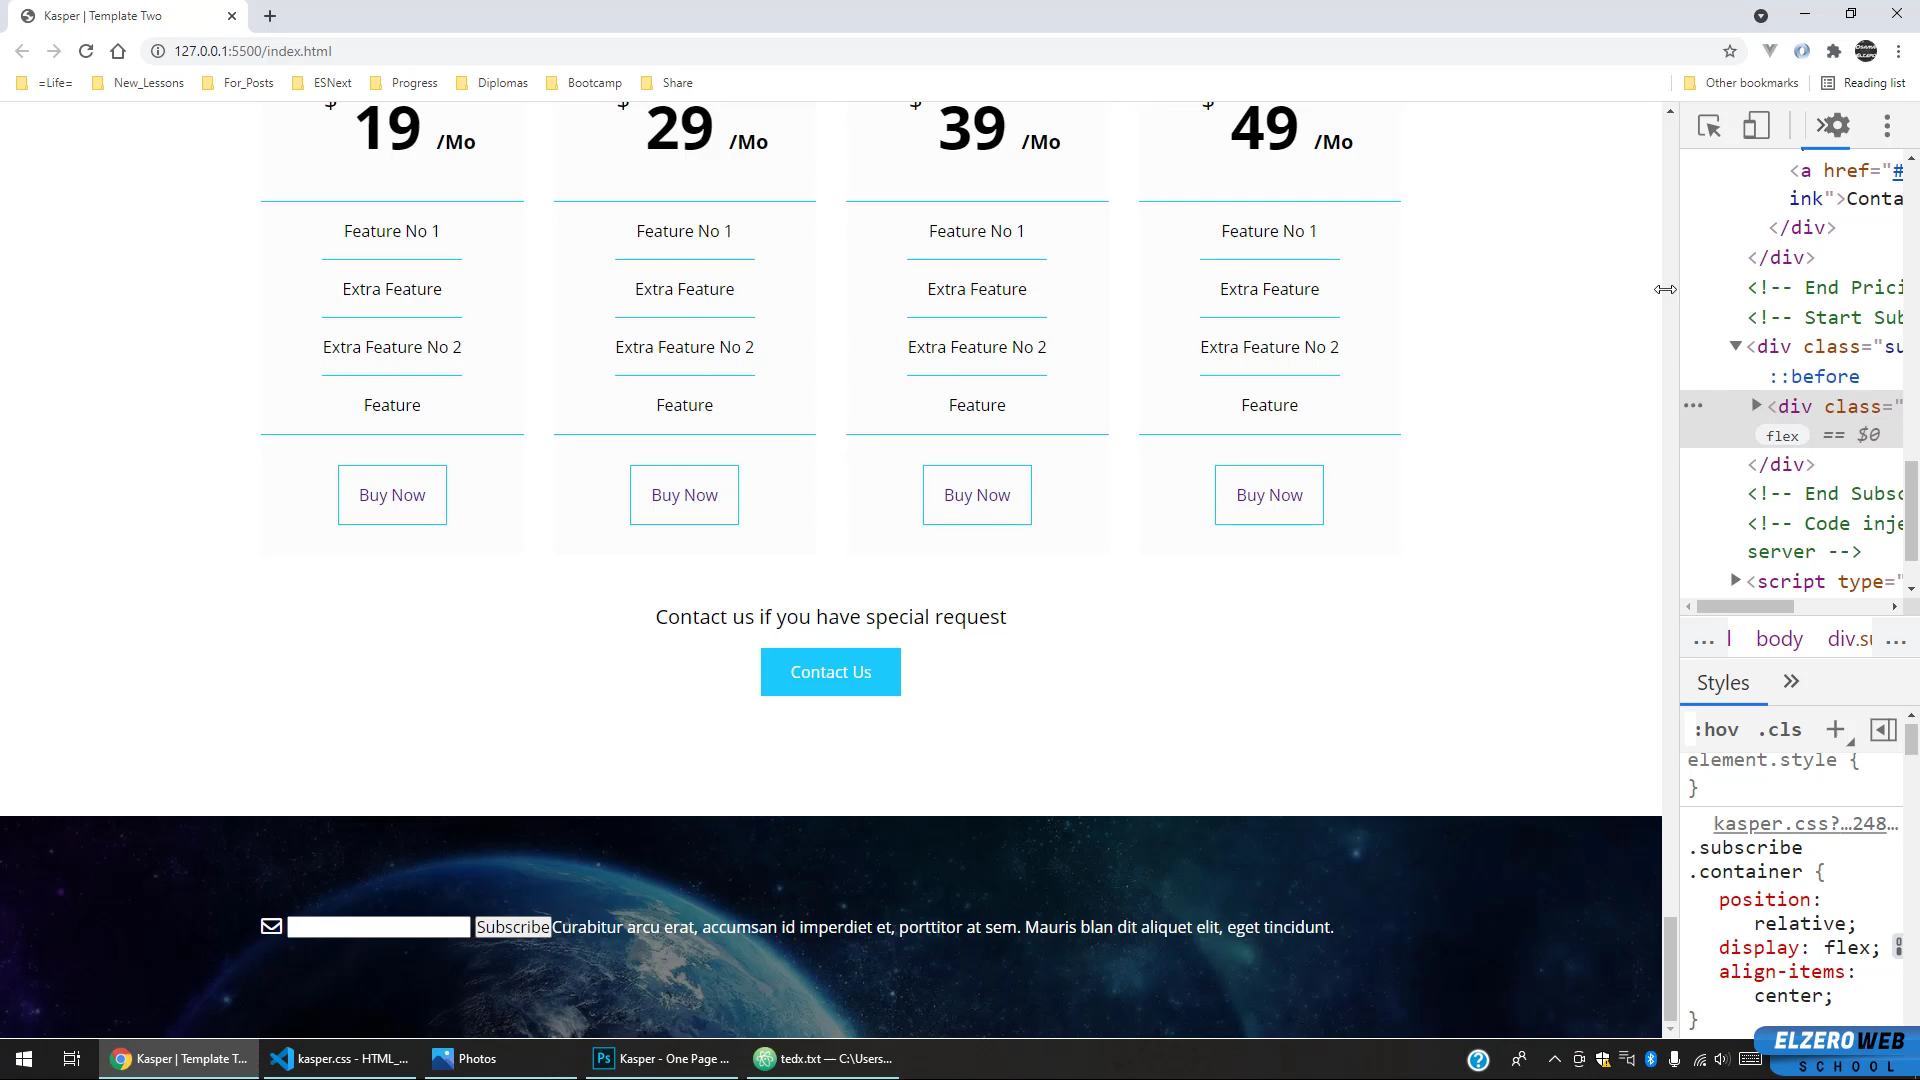 Kasper | Template Two
127.0.0.1:5500/index.html
=Life= New_Lessons For_Posts ESNext Progress Diplomas Bootcamp Share Other bookmarks Reading list
$ 19 /Mo $ 29 /Mo $ 39 /Mo $ 49 /Mo
Feature No 1 Feature No 1 Feature No 1 Feature No 1
Extra Feature Extra Feature Extra Feature Extra Feature
Extra Feature No 2 Extra Feature No 2 Extra Feature No 2 Extra Feature No 2
Feature Feature Feature Feature
Buy Now Buy Now Buy Now Buy Now
Contact us if you have special request
Contact Us
Subscribe Curabitur arcu erat, accumsan id imperdiet et, porttitor at sem. Mauris blan dit aliquet elit, eget tincidunt.
<a href="#
ink">Conta
</div>
</div>
<!-- End Prici
<!-- Start Sub
<div class="su
::before
... <div class="
flex == $0
</div>
<!-- End Subsc
<!-- Code inje
server -->
<script type="
... l body div.su ...
Styles
:hov .cls +
element.style {
}
kasper.css?…248…
.subscribe
.container {
position:
relative;
display: flex;
align-items:
center;
}
Kasper | Template T... kasper.css - HTML_... Photos Ps Kasper - One Page ... tedx.txt — C:\Users...
ELZEROWEB
SCHOOL